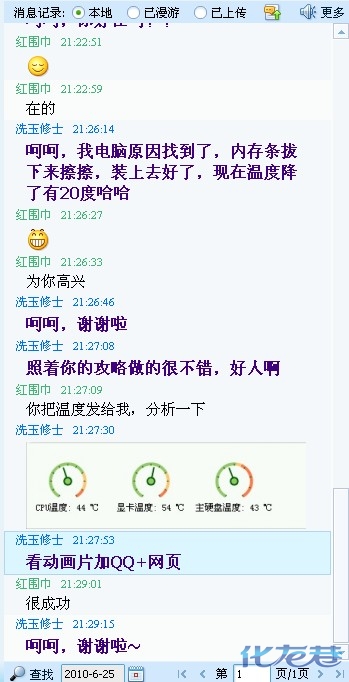 消息记录: 本地 已漫游 已上传 更多
红围巾 21:22:51
红围巾 21:22:59
在的
冼玉修士 21:26:14
呵呵，我电脑原因找到了，内存条拔
下来擦擦，装上去好了，现在温度降
了有20度哈哈
红围巾 21:26:27
红围巾 21:26:33
为你高兴
冼玉修士 21:26:46
呵呵，谢谢啦
冼玉修士 21:27:08
照着你的攻略做的很不错，好人啊
红围巾 21:27:09
你把温度发给我，分析一下
冼玉修士 21:27:30
CPU温度: 44 ℃ 显卡温度: 54 ℃ 主硬盘温度: 43 ℃
冼玉修士 21:27:53
看动画片加QQ+网页
红围巾 21:29:01
很成功
冼玉修士 21:29:15
呵呵，谢谢啦~
化龙巷
查找 2010-6-25 第 1 页/1页